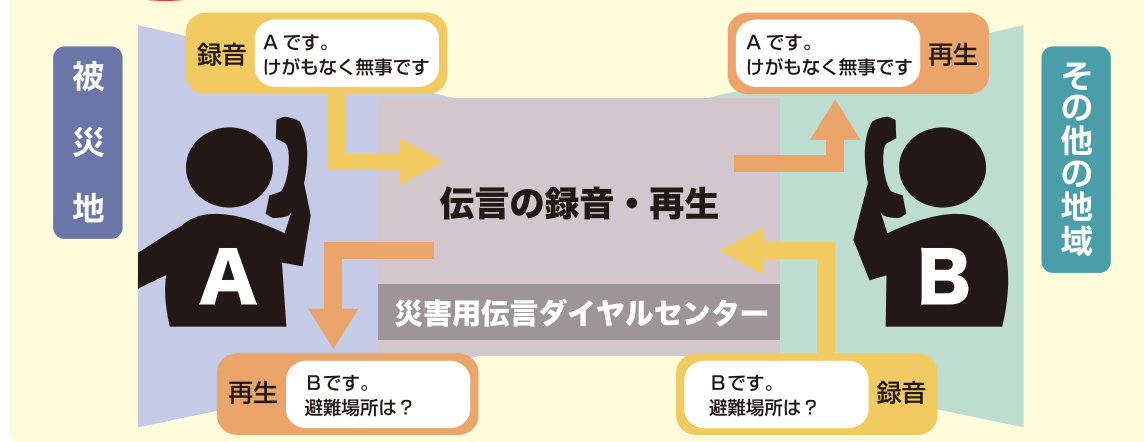 被災地
録音
Aです。
けがもなく無事です
Aです。
けがもなく無事です
再生
その他の地域
伝言の録音・再生
A
B
災害用伝言ダイヤルセンター
再生
Bです。
避難場所は？
Bです。
避難場所は？
録音